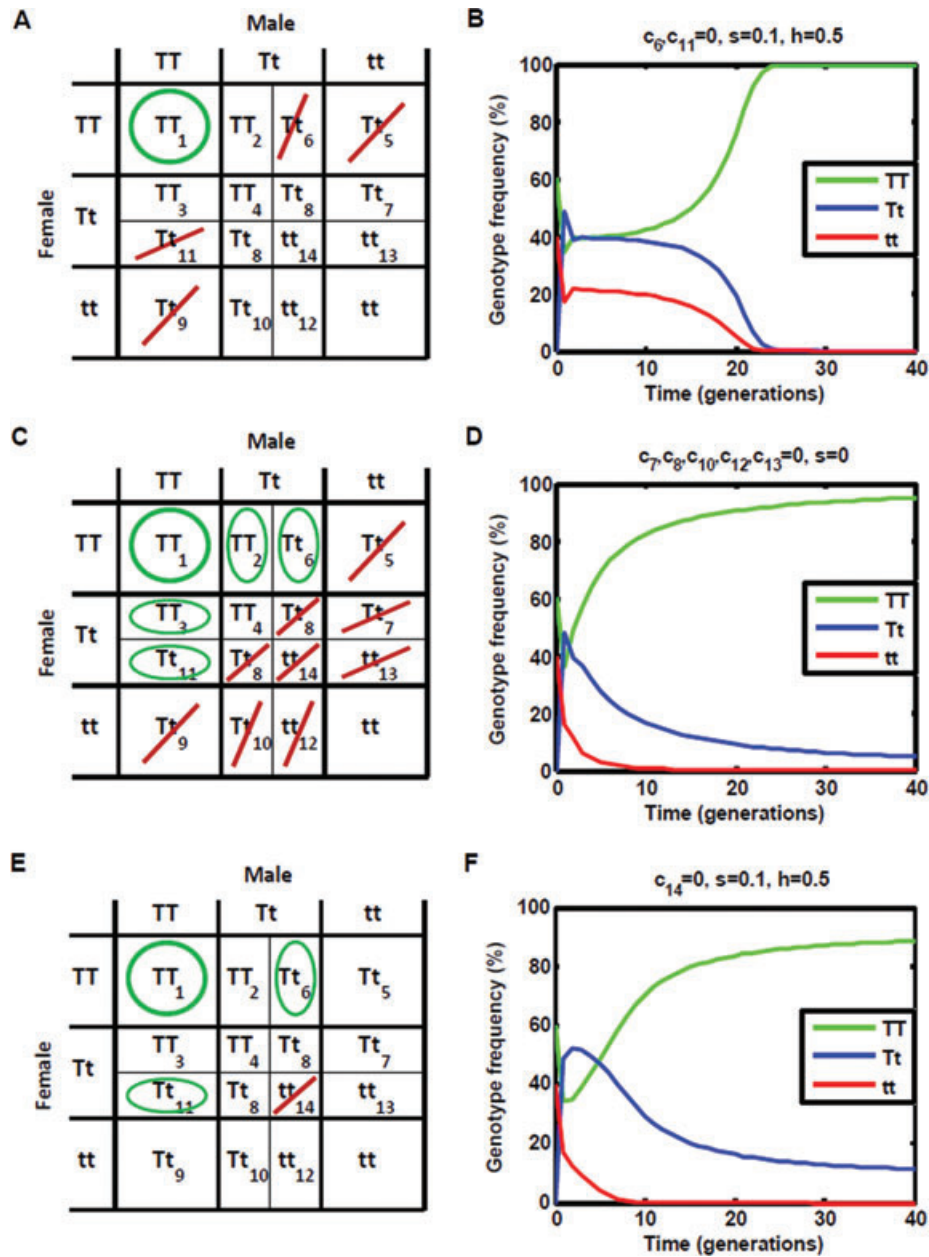 A
Male
TT Tt tt
Female
TT TT1 TT2 Tt6 Tt5
Tt TT3 TT4 Tt8 Tt7
Tt11 Tt8 tt14 tt13
tt Tt9 Tt10 tt12 tt
B
c6,c11=0, s=0.1, h=0.5
Genotype frequency (%)
100
80
60
40
20
0
0 10 20 30 40
Time (generations)
TT
Tt
tt
C
Male
TT Tt tt
Female
TT TT1 TT2 Tt6 Tt5
Tt TT3 TT4 Tt8 Tt7
Tt11 Tt8 tt14 tt13
tt Tt9 Tt10 tt12 tt
D
c7,c8,c10,c12,c13=0, s=0
Genotype frequency (%)
100
80
60
40
20
0
0 10 20 30 40
Time (generations)
TT
Tt
tt
E
Male
TT Tt tt
Female
TT TT1 TT2 Tt6 Tt5
Tt TT3 TT4 Tt8 Tt7
Tt11 Tt8 tt14 tt13
tt Tt9 Tt10 tt12 tt
F
c14=0, s=0.1, h=0.5
Genotype frequency (%)
100
80
60
40
20
0
0 10 20 30 40
Time (generations)
TT
Tt
tt